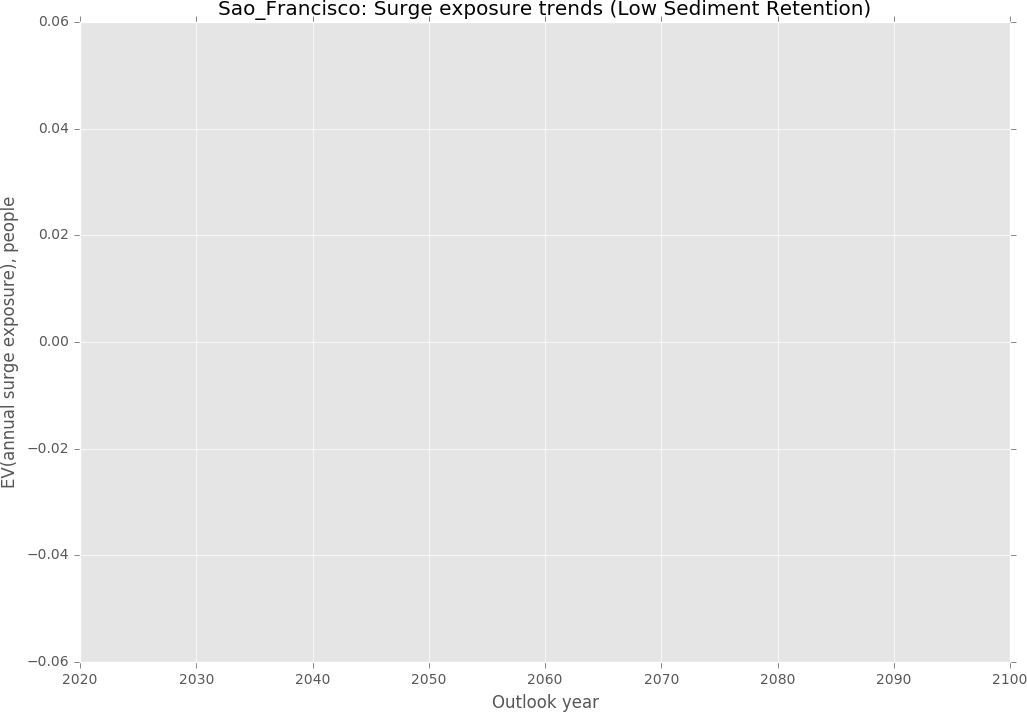 Sao_Francisco: Surge exposure trends (Low Sediment Retention)
EV(annual surge exposure), people
0.06
0.04
0.02
0.00
−0.02
−0.04
−0.06
2020 2030 2040 2050 2060 2070 2080 2090 2100
Outlook year